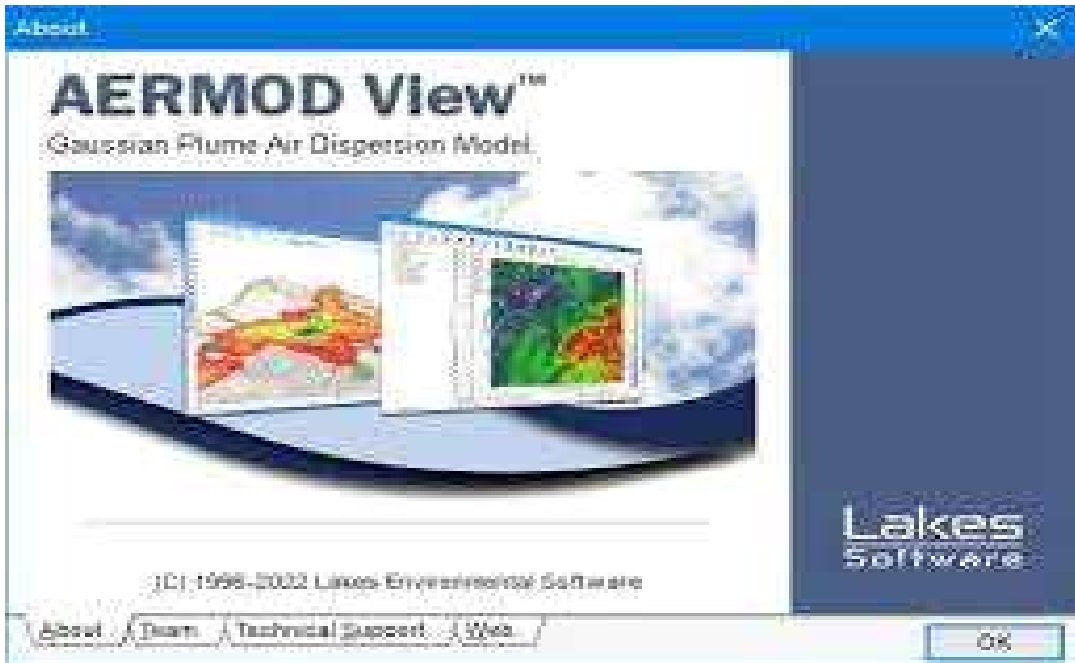 About
AERMOD View™
Gaussian Plume Air Dispersion Model
Lakes
Software
(C) 1996-2022 Lakes Environmental Software
About Team Technical Support Web
OK